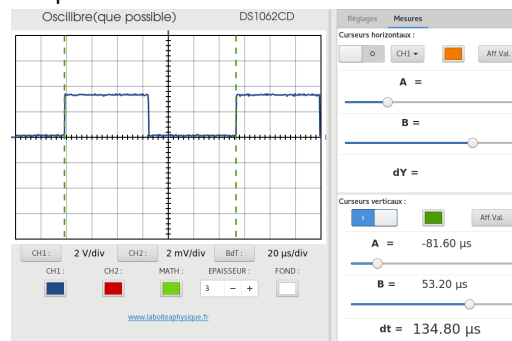 Oscilibre(que possible) DS1062CD
CH1 : 2 V/div CH2 : 2 mV/div BdT : 20 µs/div
CH1 : CH2 : MATH : EPAISSEUR : FOND :
3 − +
www.laboiteaphysique.fr
Réglages Mesures
Curseurs horizontaux :
O CH1 Aff.Val.
A =
B =
dY =
Curseurs verticaux :
I Aff.Val.
A = -81.60 µs
B = 53.20 µs
dt = 134.80 µs